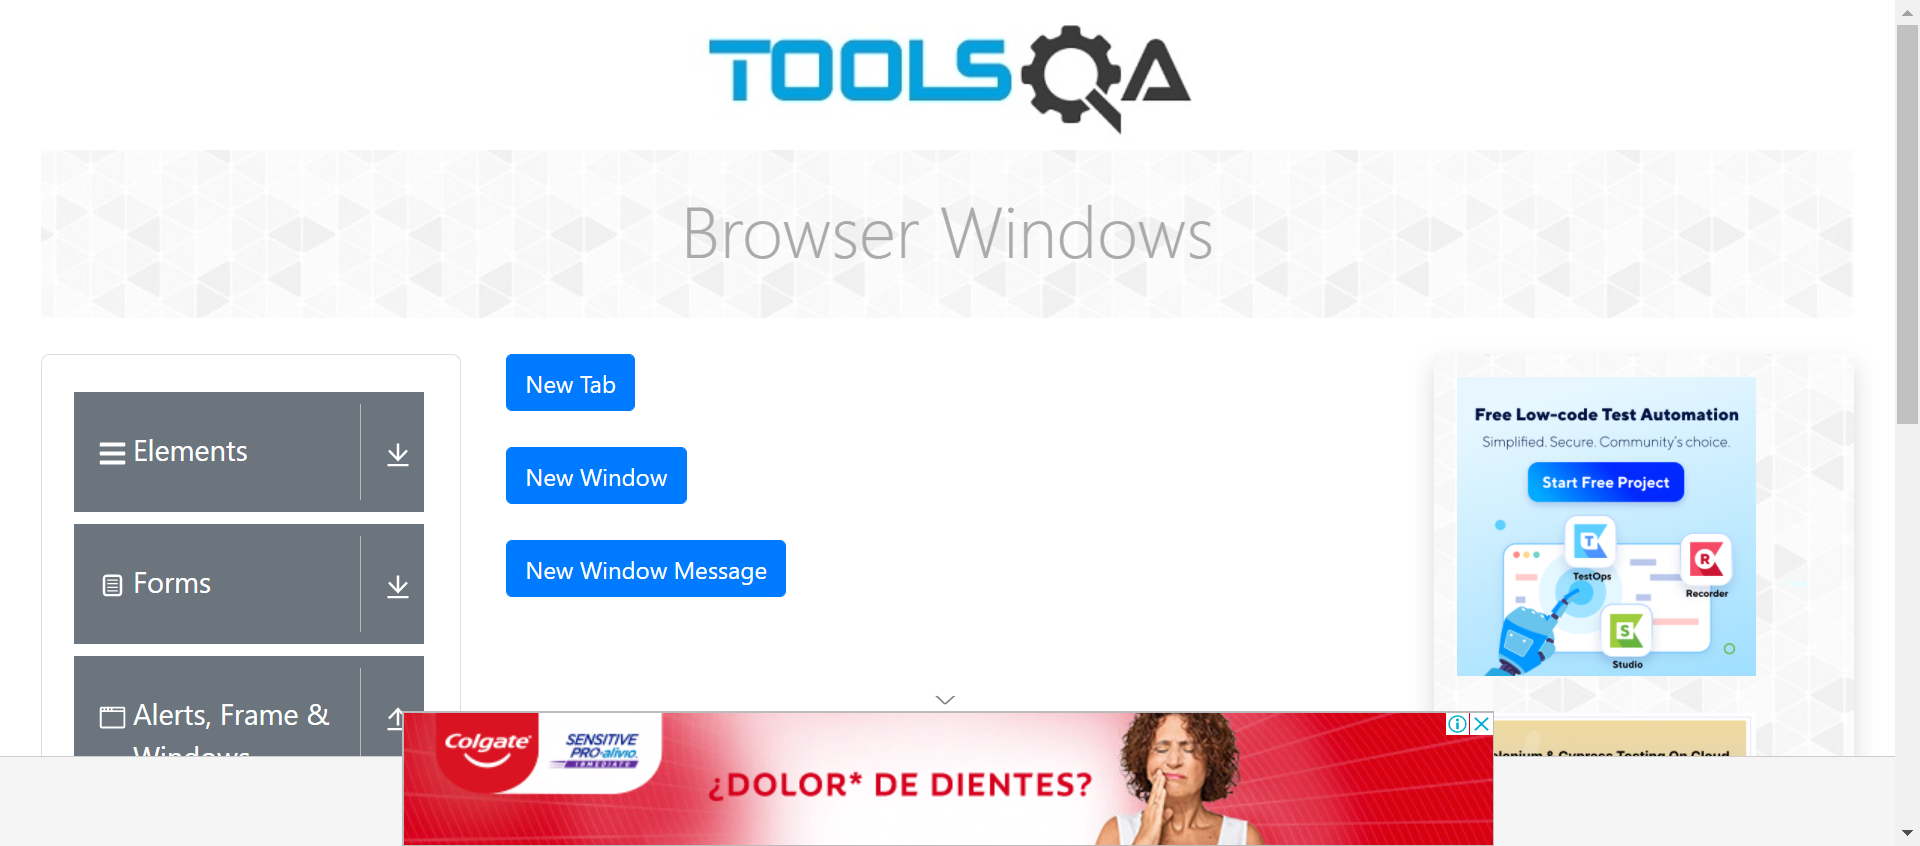 TOOLSQA
Browser Windows
Elements
Forms
Alerts, Frame &
Windows
New Tab
New Window
New Window Message
Free Low-code Test Automation
Simplified. Secure. Community's choice.
Start Free Project
TestOps
Recorder
Studio
& Cypress Testing On Cloud
Colgate
SENSITIVE
PRO-alivio
INMEDIATO
¿DOLOR* DE DIENTES?